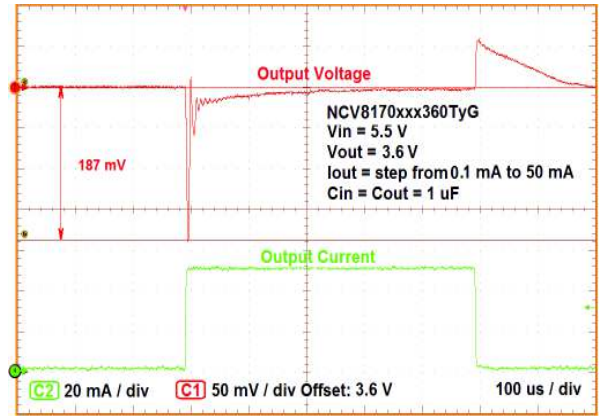 Output Voltage
NCV8170xxx360TyG
Vin = 5.5 V
Vout = 3.6 V
Iout = step from 0.1 mA to 50 mA
Cin = Cout = 1 uF
187 mV
Output Current
C2 20 mA / div C1 50 mV / div Offset: 3.6 V 100 us / div